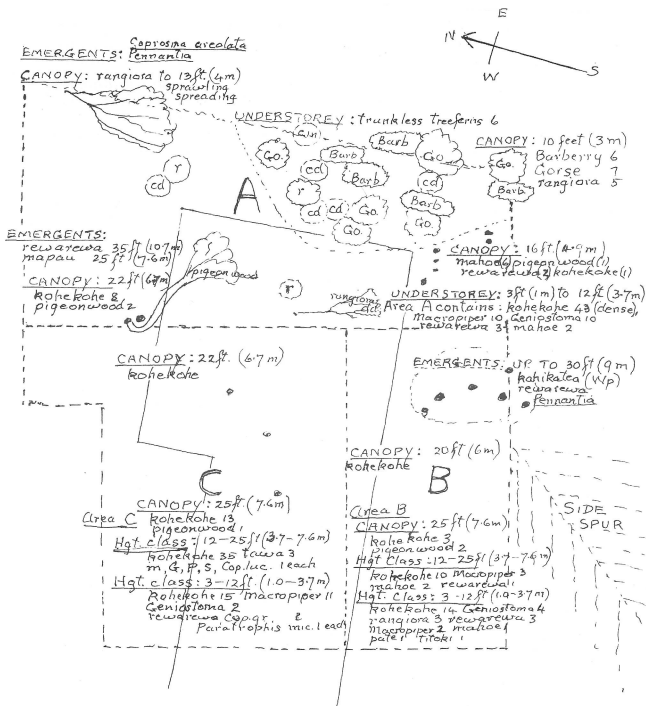 E
N
S
W
EMERGENTS: Coprosma areolata
Pennantia
CANOPY: rangiora to 13ft. (4m)
sprawling
spreading
UNDERSTOREY: trunkless treeferns 6
CANOPY: 10 feet (3m)
Barberry 6
Gorse 7
rangiora 5
Go.
Barb
Go.
Go.
Barb
cd
Barb
cd
Barb
r
cd
r
cd
cd
Go.
Barb
Go.
Go.
A
EMERGENTS:
rewarewa 35ft (10.7m)
mapau 25ft (7.6m)
CANOPY: 22ft (6.7m)
kohekohe 8
pigeonwood 2
pigeonwood
r
rangiora
cd
CANOPY: 16ft (4.9m)
mahoe (6) pigeonwood (1)
rewarewa (2) kohekohe (1)
UNDERSTOREY: 3ft (1m) to 12ft (3.7m)
Area A contains: kohekohe 43 (dense),
Macropiper 10 Geniostoma 10
rewarewa 3 mahoe 2
CANOPY: 22ft. (6.7m)
kohekohe
EMERGENTS: UP TO 30ft (9m)
kahikatea (Wp)
rewarewa
Pennantia
CANOPY: 20ft (6m)
kohekohe
C
B
CANOPY: 25ft (7.6m)
Area C kohekohe 13
pigeonwood 1
Hgt. class: 12-25ft (3.7-7.6m)
kohekohe 35 tawa 3
m, G, P, S, Cop. luc. 1 each
Hgt. class: 3-12ft. (1.0-3.7m)
kohekohe 15 macropiper 11
Geniostoma 2
rewarewa Cop. gr. &
Paratrophis mic. 1 each
Area B
CANOPY: 25ft (7.6m)
kohekohe 3
pigeonwood 2
Hgt Class: 12-25ft (3.7-7.6m)
kohekohe 10 Macropiper 3
mahoe 2 rewarewa 1
Hgt. Class: 3-12ft (1.0-3.7m)
kohekohe 14 Geniostoma 4
rangiora 3 rewarewa 3
Macropiper 2 mahoe 1
pate 1 Titoki 1
SIDE
SPUR